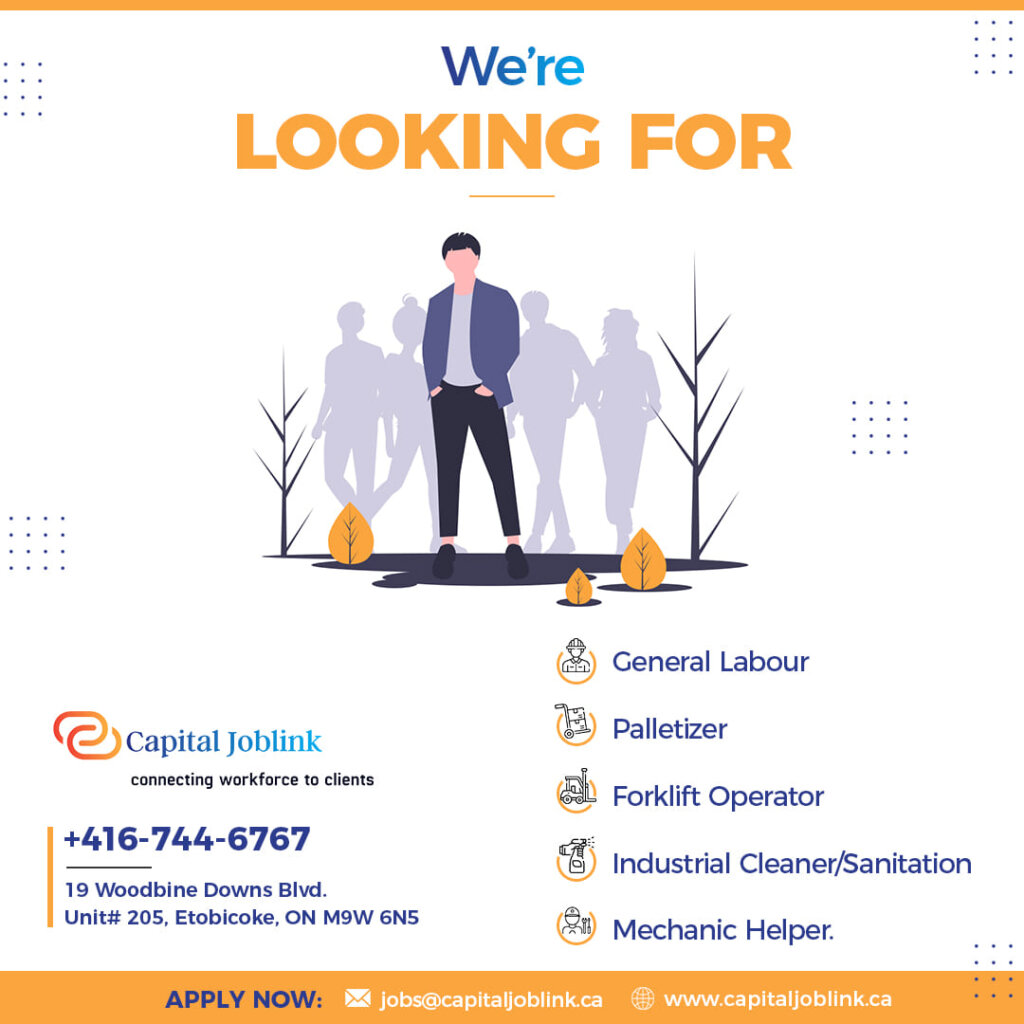 We're
LOOKING FOR
General Labour
Palletizer
Forklift Operator
Industrial Cleaner/Sanitation
Mechanic Helper.
Capital Joblink
connecting workforce to clients
+416-744-6767
19 Woodbine Downs Blvd.
Unit# 205, Etobicoke, ON M9W 6N5
APPLY NOW: jobs@capitaljoblink.ca www.capitaljoblink.ca